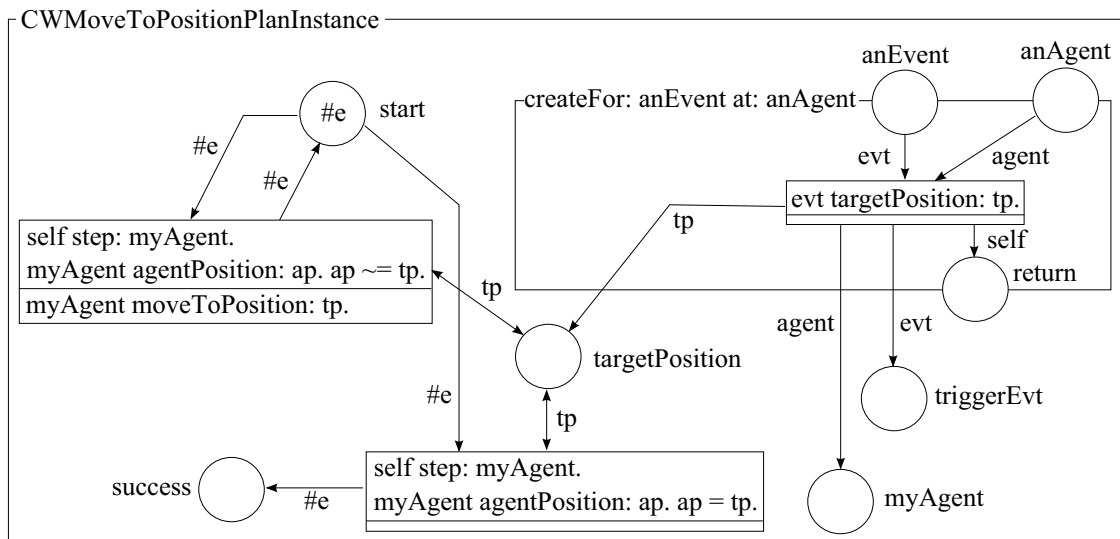 CWMoveToPositionPlanInstance
anEvent
anAgent
createFor: anEvent at: anAgent
#e
start
#e
#e
evt
agent
evt targetPosition: tp.
tp
self
return
self step: myAgent.
myAgent agentPosition: ap. ap ~= tp.
myAgent moveToPosition: tp.
tp
agent
evt
targetPosition
triggerEvt
#e
tp
self step: myAgent.
myAgent agentPosition: ap. ap = tp.
success
#e
myAgent